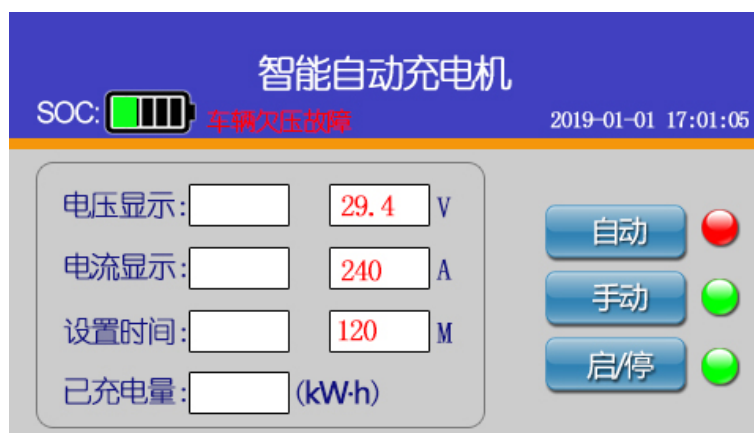 智能自动充电机
SOC: 车辆欠压故障 2019-01-01 17:01:05
电压显示: 29.4 V
自动
电流显示: 240 A
手动
设置时间: 120 M
启/停
已充电量: (kW·h)